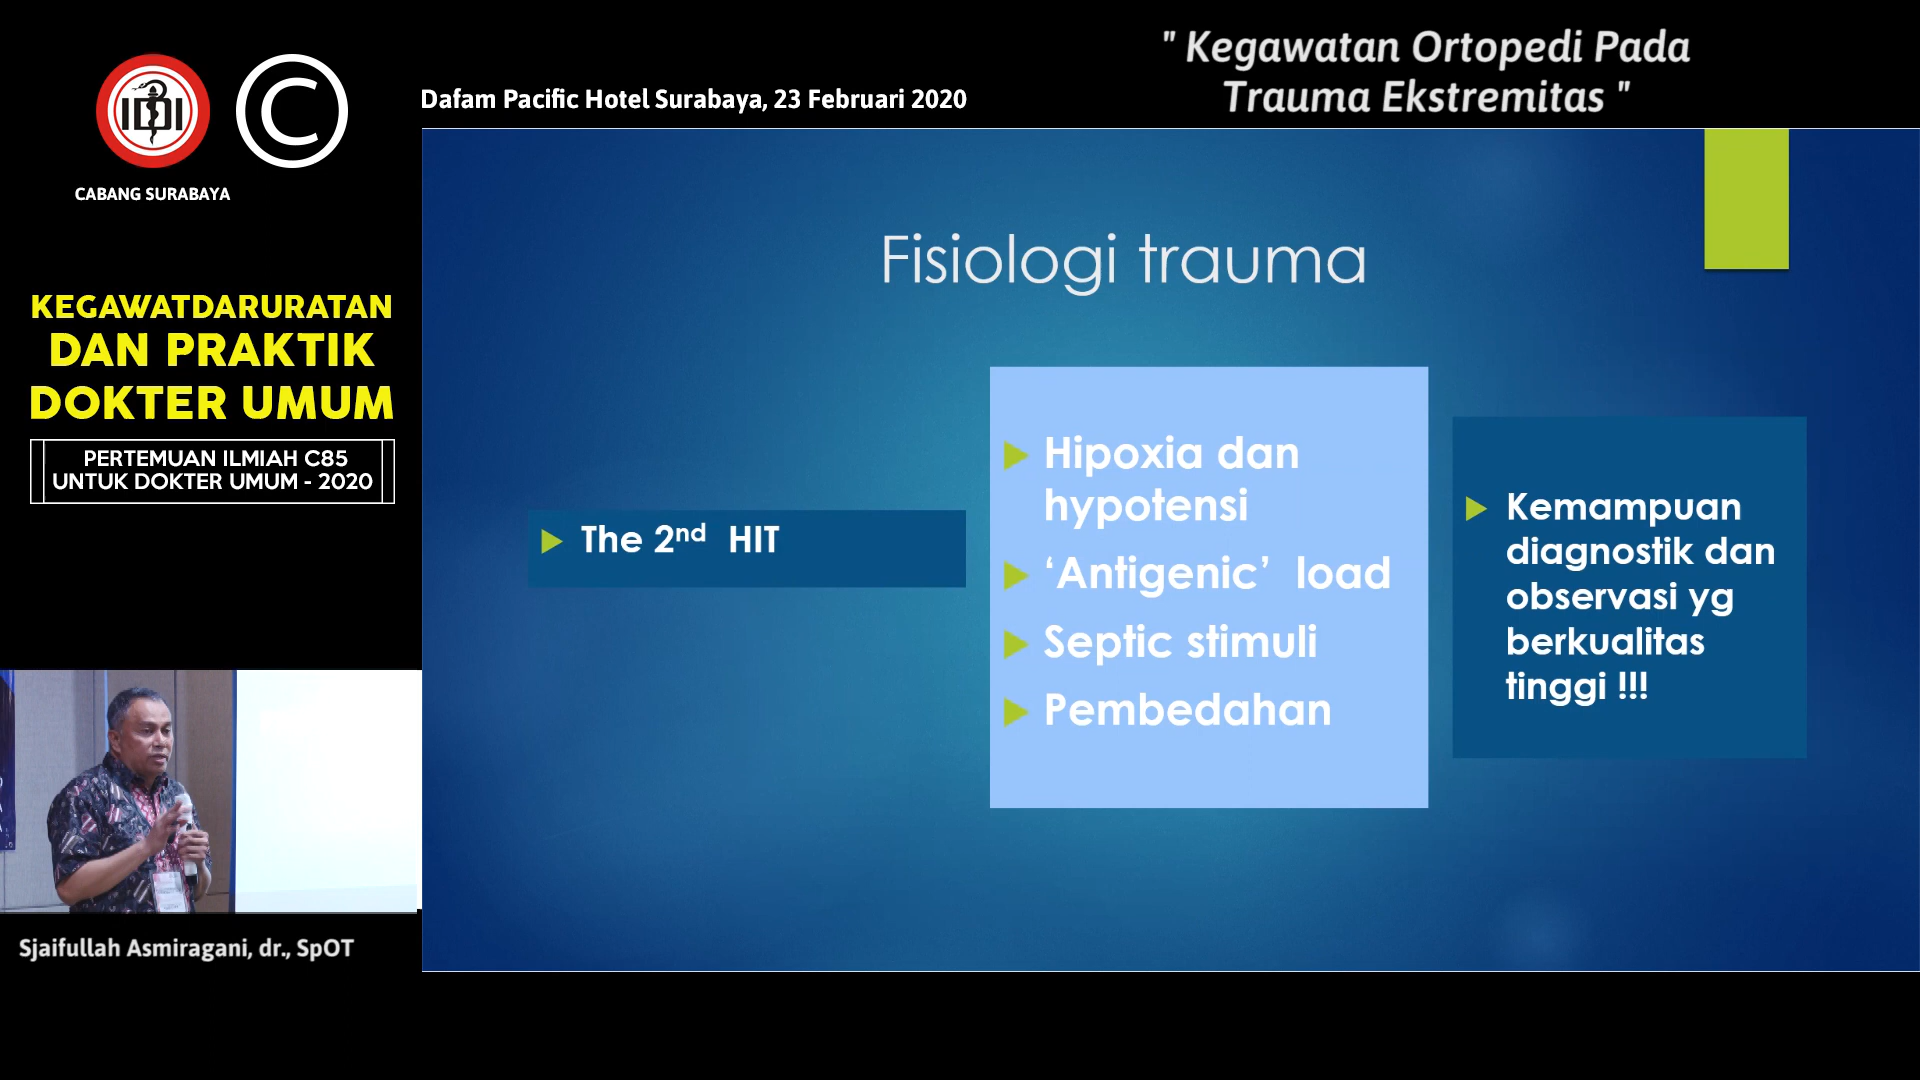 IDI
C
CABANG SURABAYA
Dafam Pacific Hotel Surabaya, 23 Februari 2020
" Kegawatan Ortopedi Pada
Trauma Ekstremitas "
KEGAWATDARURATAN
DAN PRAKTIK
DOKTER UMUM
PERTEMUAN ILMIAH C85
UNTUK DOKTER UMUM - 2020
Fisiologi trauma
The 2nd HIT
Hipoxia dan
hypotensi
‘Antigenic’ load
Septic stimuli
Pembedahan
Kemampuan
diagnostik dan
observasi yg
berkualitas
tinggi !!!
Sjaifullah Asmiragani, dr., SpOT